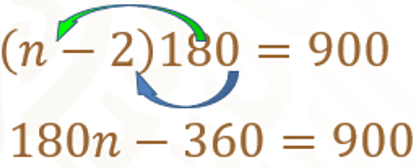 (n − 2)180 = 900
180n − 360 = 900